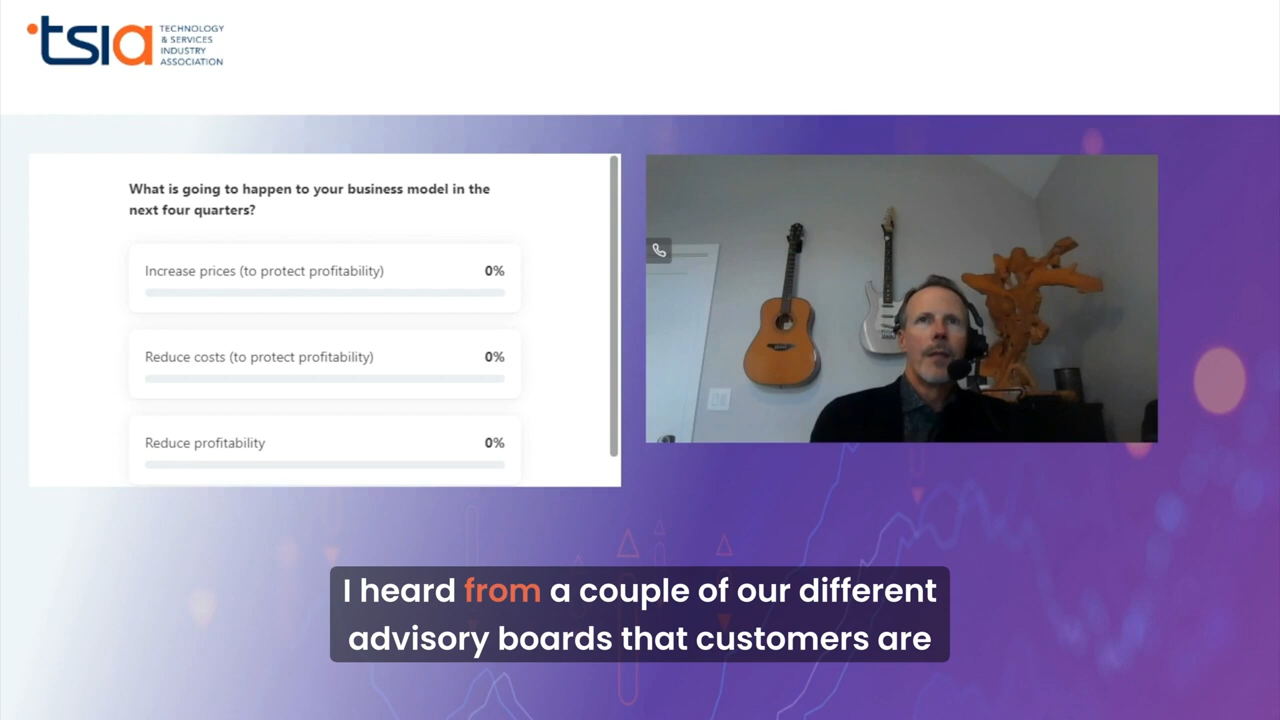 tsia
TECHNOLOGY
& SERVICES
INDUSTRY
ASSOCIATION
What is going to happen to your business model in the
next four quarters?
Increase prices (to protect profitability) 0%
Reduce costs (to protect profitability) 0%
Reduce profitability 0%
I heard from a couple of our different
advisory boards that customers are